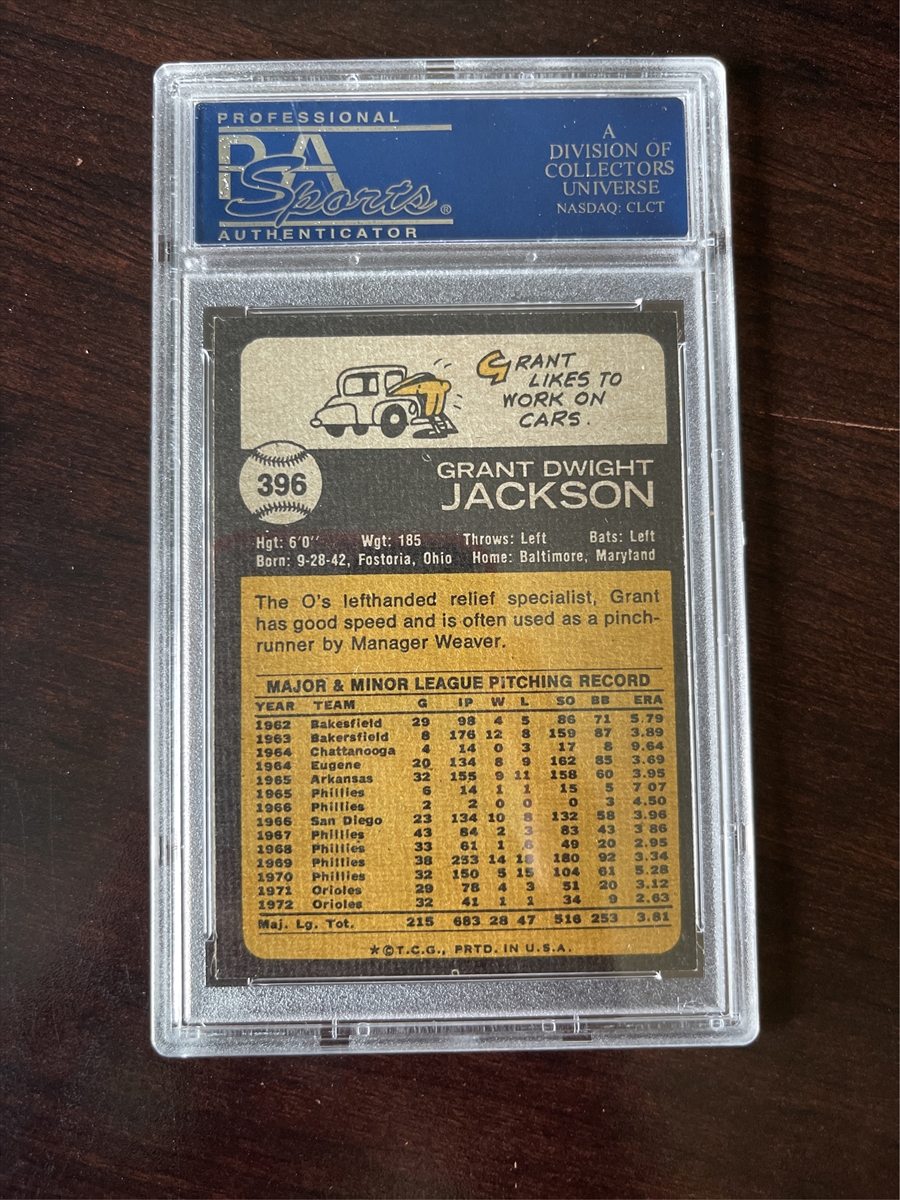 PROFESSIONAL
PSA
Sports®
AUTHENTICATOR
A
DIVISION OF
COLLECTORS
UNIVERSE
NASDAQ: CLCT
GRANT
LIKES TO
WORK ON
CARS.
396
GRANT DWIGHT
JACKSON
Hgt: 6'0" Wgt: 185 Throws: Left Bats: Left
Born: 9-28-42, Fostoria, Ohio Home: Baltimore, Maryland
The O's lefthanded relief specialist, Grant
has good speed and is often used as a pinch-
runner by Manager Weaver.
MAJOR & MINOR LEAGUE PITCHING RECORD
YEAR TEAM G IP W L SO BB ERA
1962 Bakesfield 29 98 4 5 86 71 5.79
1963 Bakersfield 8 176 12 8 159 87 3.89
1964 Chattanooga 4 14 0 3 17 8 9.64
1964 Eugene 20 134 8 9 162 85 3.69
1965 Arkansas 32 155 9 11 158 60 3.95
1965 Phillies 6 14 1 1 15 5 7 07
1966 Phillies 2 2 0 0 0 3 4.50
1966 San Diego 23 134 10 8 132 58 3.96
1967 Phillies 43 84 2 3 83 43 3 86
1968 Phillies 33 61 1 6 49 20 2.95
1969 Phillies 38 253 14 18 180 92 3.34
1970 Phillies 32 150 5 15 104 61 5.28
1971 Orioles 29 78 4 3 51 20 3.12
1972 Orioles 32 41 1 1 34 9 2.63
Maj. Lg. Tot. 215 683 28 47 516 253 3.81
★©T.C.G., PRTD. IN U.S.A.